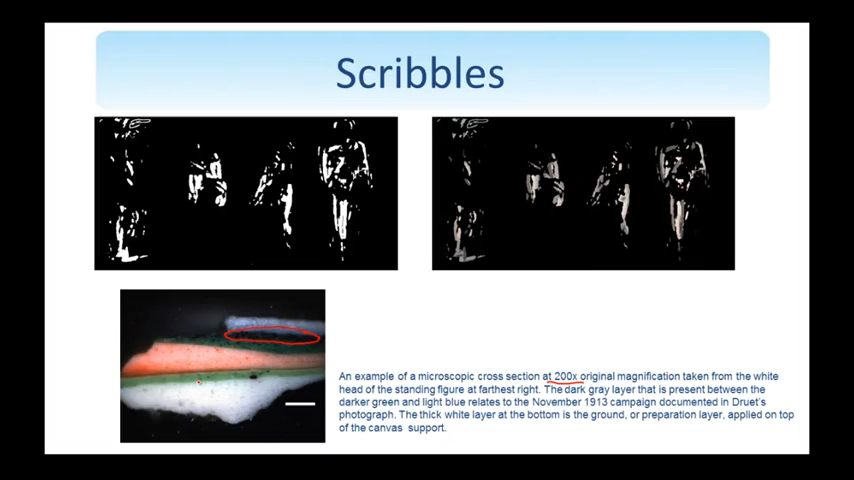 Scribbles
An example of a microscopic cross section at 200x original magnification taken from the white
head of the standing figure at farthest right. The dark gray layer that is present between the
darker green and light blue relates to the November 1913 campaign documented in Druet's
photograph. The thick white layer at the bottom is the ground, or preparation layer, applied on top
of the canvas support.